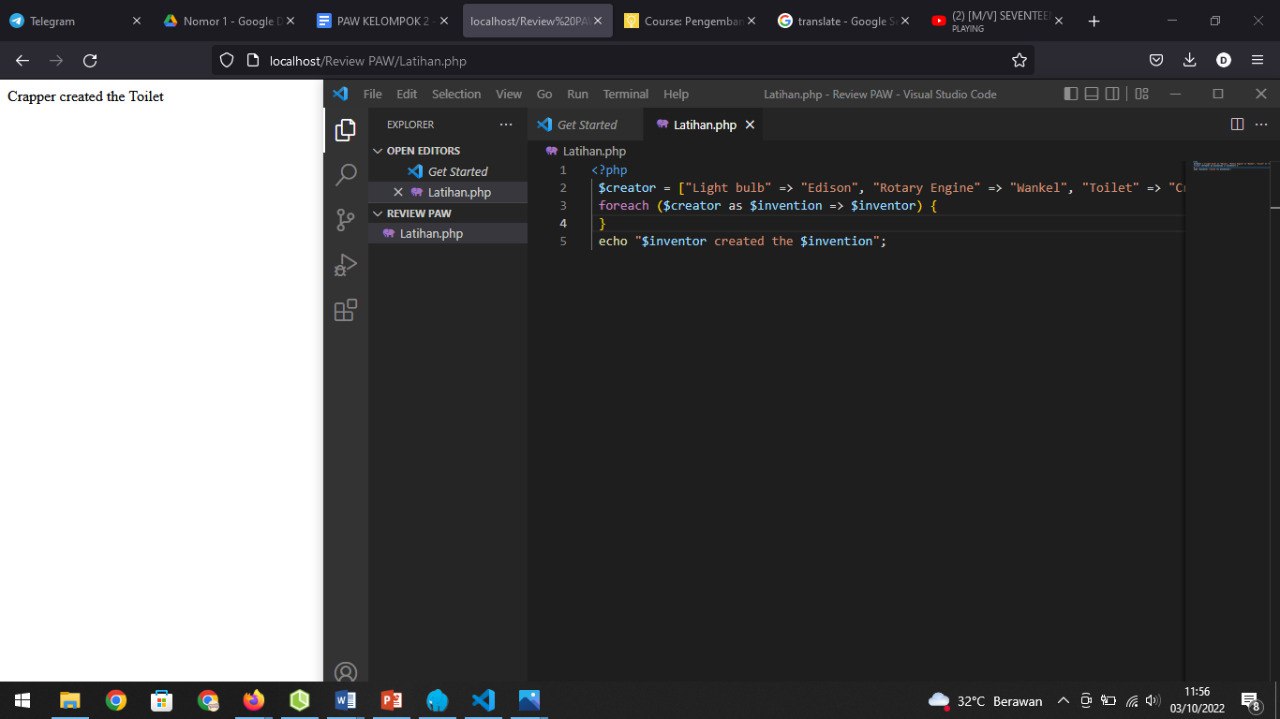 Telegram
Nomor 1 - Google D
PAW KELOMPOK 2 -
localhost/Review%20PAW
Course: Pengemban
translate - Google Se
(2) [M/V] SEVENTEEN
PLAYING
localhost/Review PAW/Latihan.php
D
Crapper created the Toilet
File Edit Selection View Go Run Terminal Help
Latihan.php - Review PAW - Visual Studio Code
EXPLORER
OPEN EDITORS
Get Started
Latihan.php
REVIEW PAW
Latihan.php
Get Started
Latihan.php
Latihan.php
1 <?php
2 $creator = ["Light bulb" => "Edison", "Rotary Engine" => "Wankel", "Toilet" => "Cr
3 foreach ($creator as $invention => $inventor) {
4 }
5 echo "$inventor created the $invention";
32°C Berawan
11:56
03/10/2022
8